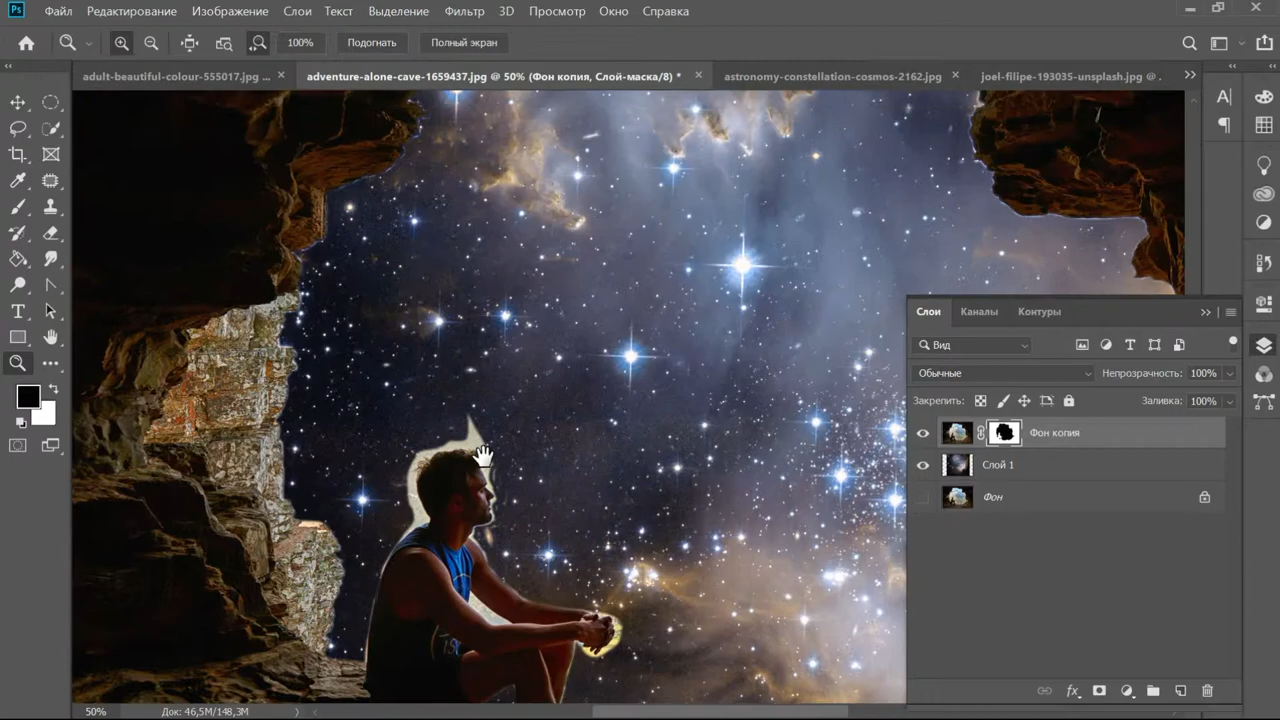 Ps Файл Редактирование Изображение Слои Текст Выделение Фильтр 3D Просмотр Окно Справка
100% Подогнать Полный экран
adult-beautiful-colour-555017.jpg ... × adventure-alone-cave-1659437.jpg @ 50% (Фон копия, Слой-маска/8) * × astronomy-constellation-cosmos-2162.jpg × joel-filipe-193035-unsplash.jpg @ .
Слои Каналы Контуры
Вид
Обычные Непрозрачность: 100%
Закрепить: Заливка: 100%
Фон копия
Слой 1
Фон
fx
50% Док: 46,5M/148,3M